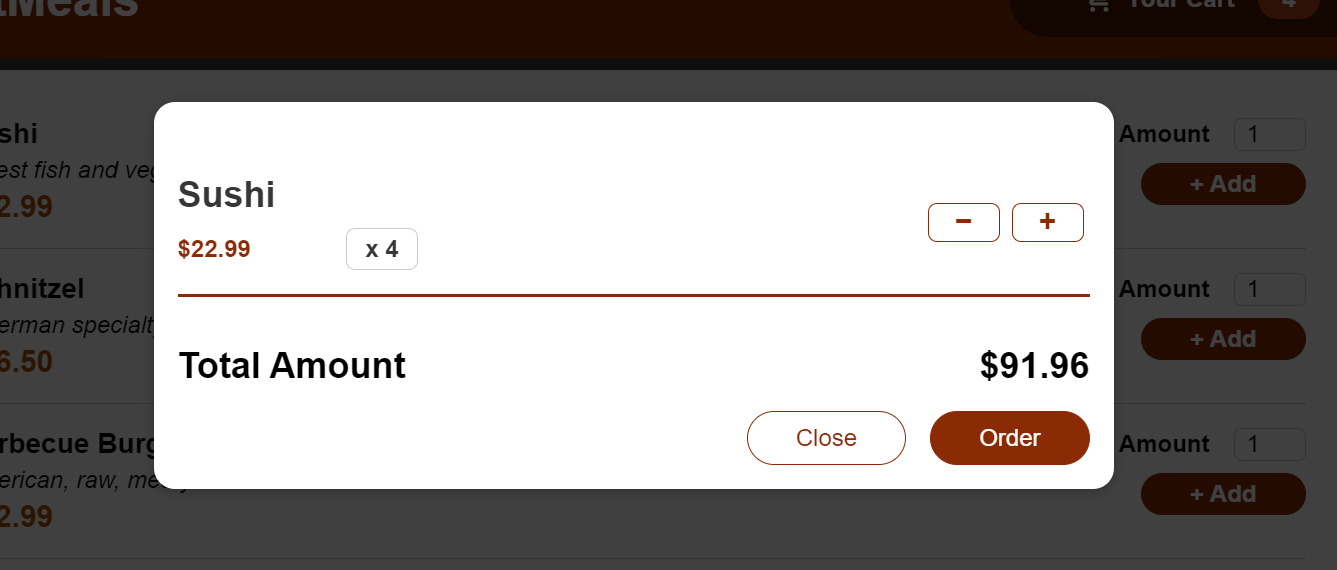 Meals
Your Cart 4
shi
est fish and veg
2.99
Amount 1
+ Add
Sushi
$22.99
x 4
−
+
hnitzel
erman specialty
6.50
Amount 1
+ Add
Total Amount
$91.96
Close
Order
rbecue Burg
erican, raw, me
2.99
Amount 1
+ Add